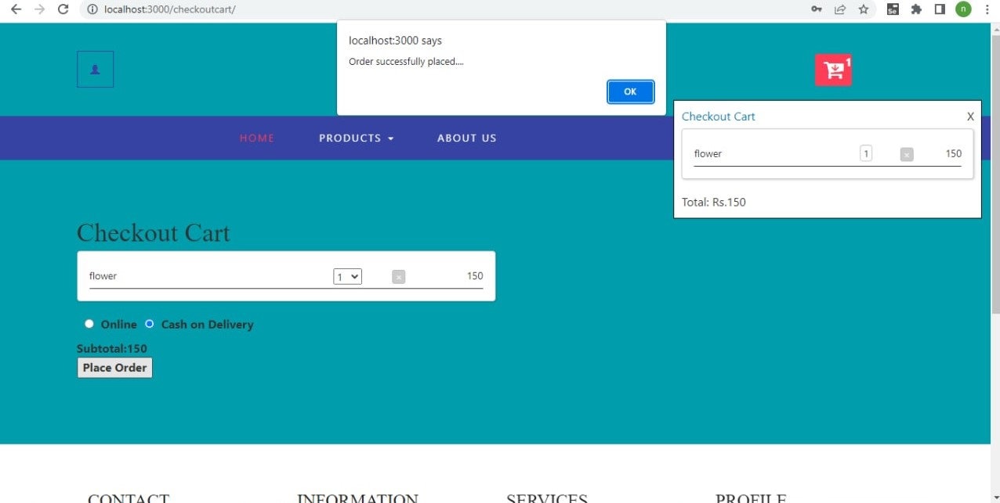 localhost:3000/checkoutcart/
Se
n
localhost:3000 says
Order successfully placed....
OK
1
HOME
PRODUCTS
ABOUT US
Checkout Cart
X
flower 1 x 150
Total: Rs.150
Checkout Cart
flower 1 x 150
Online Cash on Delivery
Subtotal:150
Place Order
CONTACT INFORMATION SERVICES PROFILE